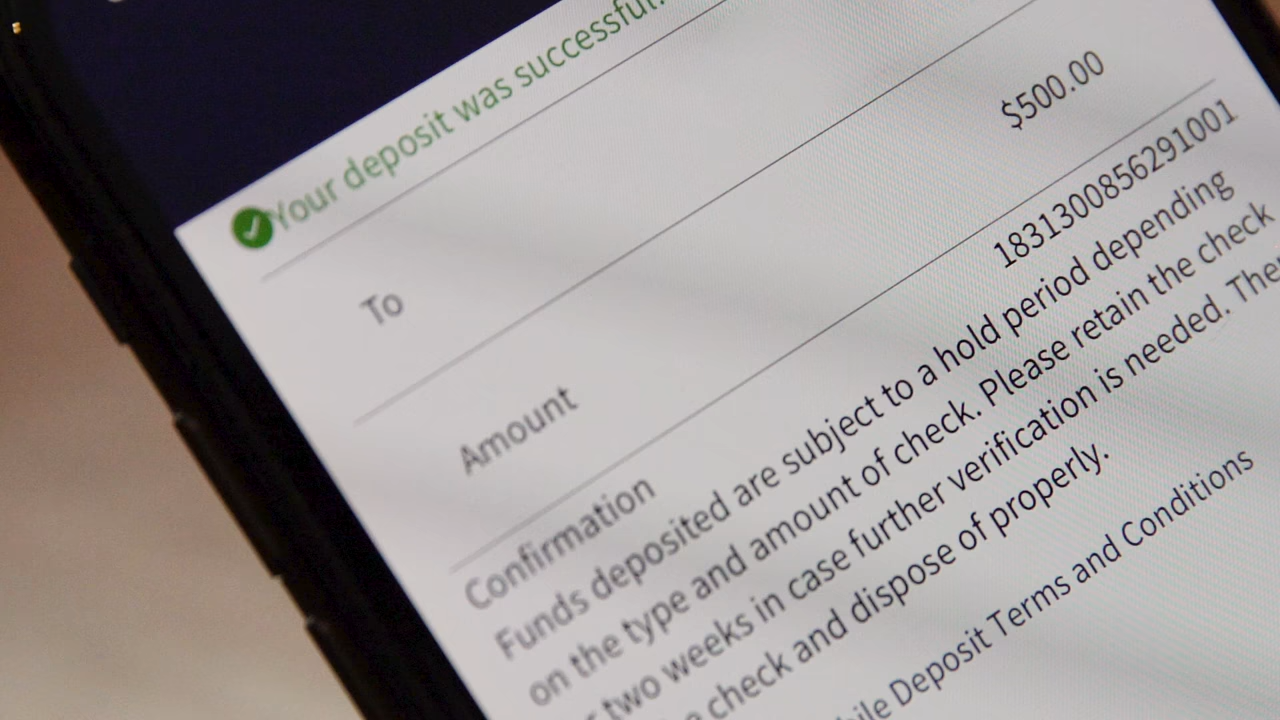 Your deposit was successful.
To
Amount $500.00
Confirmation 183130085629​1001
Funds deposited are subject to a hold period depending
on the type and amount of check. Please retain the check
two weeks in case further verification is needed.
check and dispose of properly.
Deposit Terms and Conditions